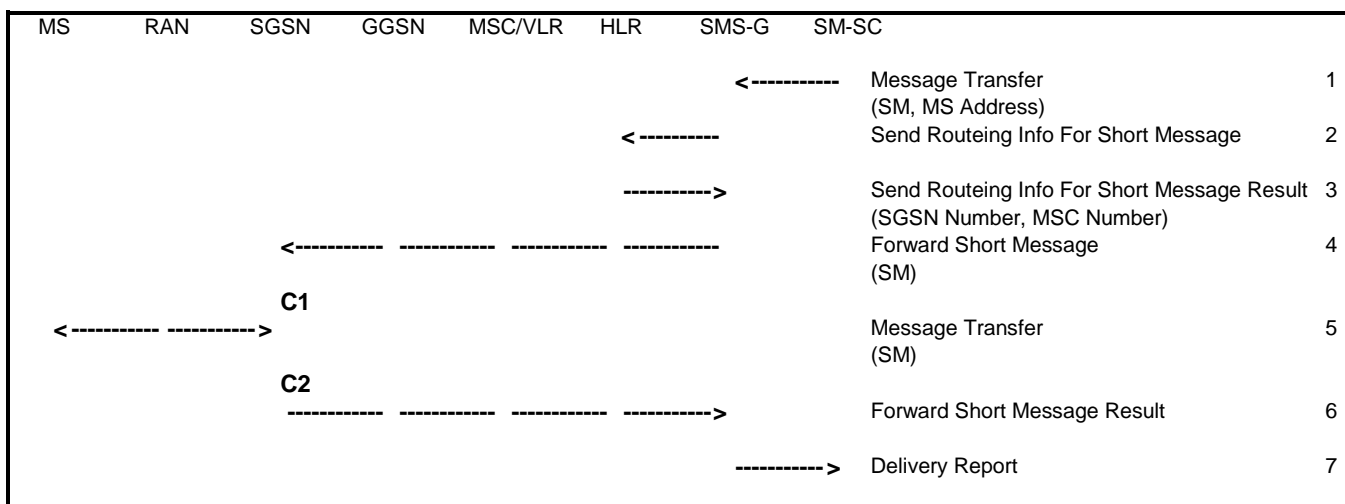 MS RAN SGSN GGSN MSC/VLR HLR SMS-G SM-SC
Message Transfer 1
(SM, MS Address)
Send Routeing Info For Short Message 2
Send Routeing Info For Short Message Result 3
(SGSN Number, MSC Number)
Forward Short Message 4
(SM)
C1
Message Transfer 5
(SM)
C2
Forward Short Message Result 6
Delivery Report 7